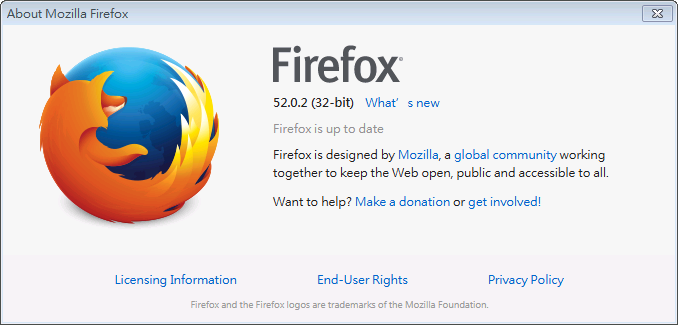 About Mozilla Firefox
Firefox®
52.0.2 (32-bit) What’s new
Firefox is up to date
Firefox is designed by Mozilla, a global community working
together to keep the Web open, public and accessible to all.
Want to help? Make a donation or get involved!
Licensing Information End-User Rights Privacy Policy
Firefox and the Firefox logos are trademarks of the Mozilla Foundation.